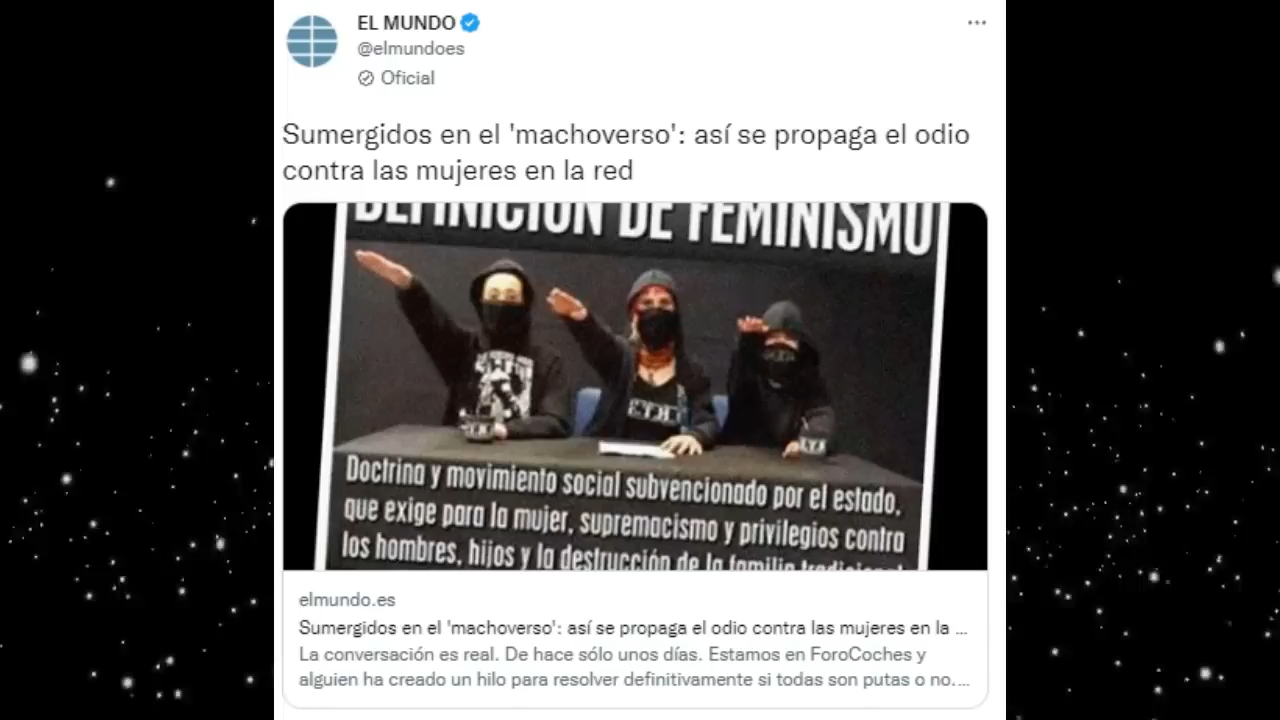 EL MUNDO
@elmundoes
Oficial
Sumergidos en el 'machoverso': así se propaga el odio
contra las mujeres en la red
DEFINICIÓN DE FEMINISMO
Doctrina y movimiento social subvencionado por el estado,
que exige para la mujer, supremacismo y privilegios contra
los hombres, hijos y la destrucción de la familia tradicional
elmundo.es
Sumergidos en el 'machoverso': así se propaga el odio contra las mujeres en la ...
La conversación es real. De hace sólo unos días. Estamos en ForoCoches y
alguien ha creado un hilo para resolver definitivamente si todas son putas o no....